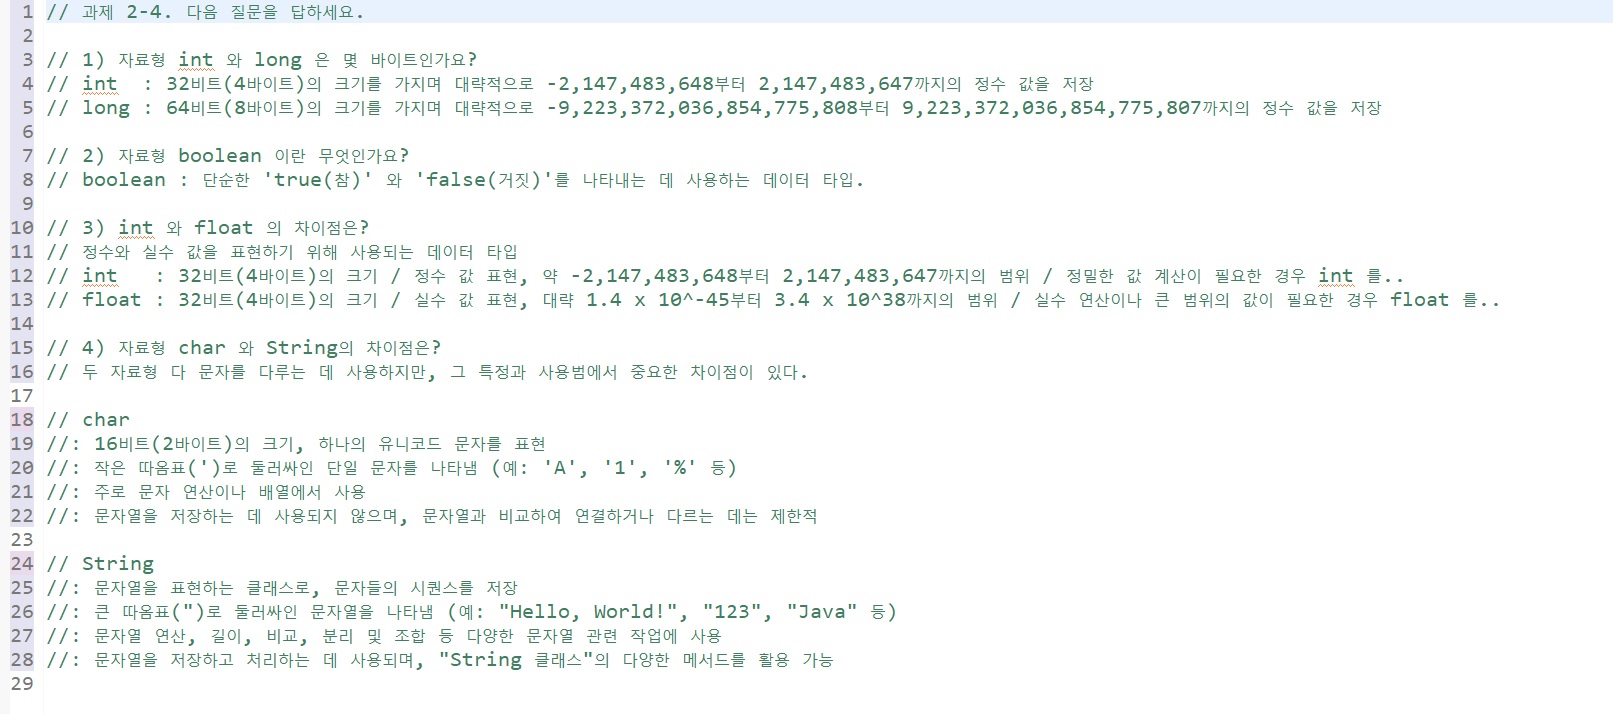 1 // 과제 2-4. 다음 질문을 답하세요.
2
3 // 1) 자료형 int 와 long 은 몇 바이트인가요?
4 // int  : 32비트(4바이트)의 크기를 가지며 대략적으로 -2,147,483,648부터 2,147,483,647까지의 정수 값을 저장
5 // long : 64비트(8바이트)의 크기를 가지며 대략적으로 -9,223,372,036,854,775,808부터 9,223,372,036,854,775,807까지의 정수 값을 저장
6
7 // 2) 자료형 boolean 이란 무엇인가요?
8 // boolean : 단순한 'true(참)' 와 'false(거짓)'를 나타내는 데 사용하는 데이터 타입.
9
10 // 3) int 와 float 의 차이점은?
11 // 정수와 실수 값을 표현하기 위해 사용되는 데이터 타입
12 // int   : 32비트(4바이트)의 크기 / 정수 값 표현, 약 -2,147,483,648부터 2,147,483,647까지의 범위 / 정밀한 값 계산이 필요한 경우 int 를..
13 // float : 32비트(4바이트)의 크기 / 실수 값 표현, 대략 1.4 x 10^-45부터 3.4 x 10^38까지의 범위 / 실수 연산이나 큰 범위의 값이 필요한 경우 float 를..
14
15 // 4) 자료형 char 와 String의 차이점은?
16 // 두 자료형 다 문자를 다루는 데 사용하지만, 그 특정과 사용범에서 중요한 차이점이 있다.
17
18 // char
19 //: 16비트(2바이트)의 크기, 하나의 유니코드 문자를 표현
20 //: 작은 따옴표(')로 둘러싸인 단일 문자를 나타냄 (예: 'A', '1', '%' 등)
21 //: 주로 문자 연산이나 배열에서 사용
22 //: 문자열을 저장하는 데 사용되지 않으며, 문자열과 비교하여 연결하거나 다르는 데는 제한적
23
24 // String
25 //: 문자열을 표현하는 클래스로, 문자들의 시퀀스를 저장
26 //: 큰 따옴표(")로 둘러싸인 문자열을 나타냄 (예: "Hello, World!", "123", "Java" 등)
27 //: 문자열 연산, 길이, 비교, 분리 및 조합 등 다양한 문자열 관련 작업에 사용
28 //: 문자열을 저장하고 처리하는 데 사용되며, "String 클래스"의 다양한 메서드를 활용 가능
29